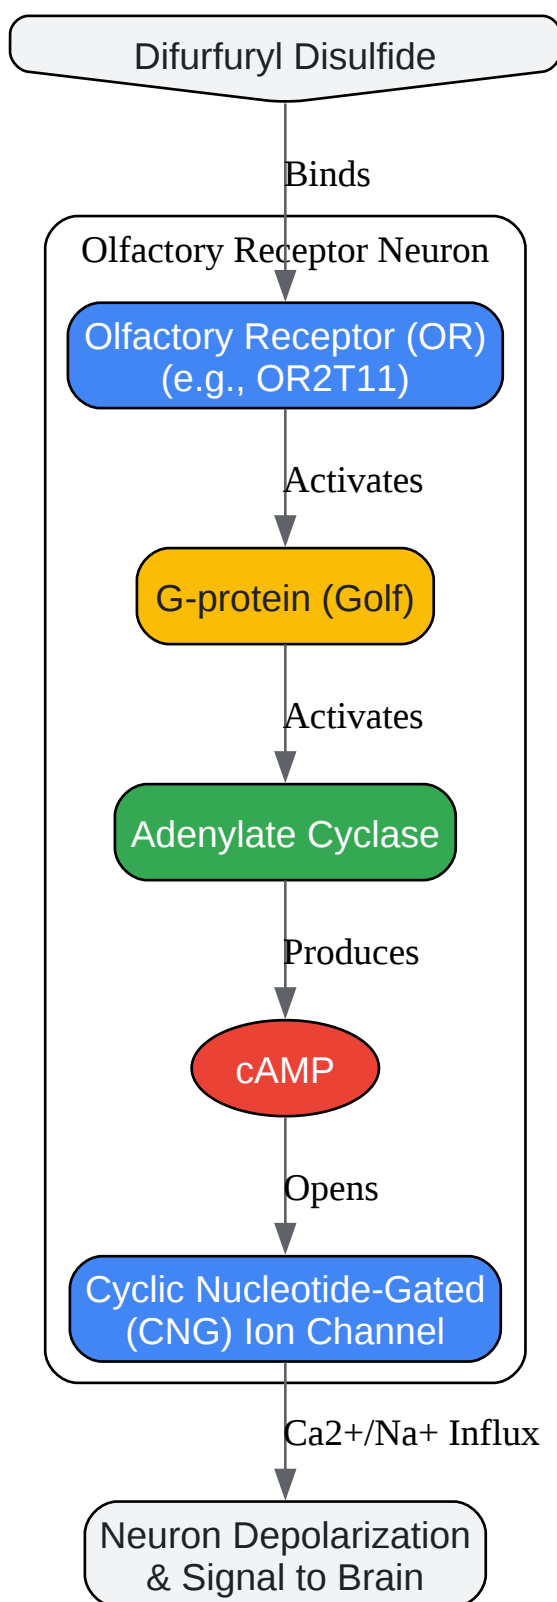 Difurfuryl Disulfide
Binds
Olfactory Receptor Neuron
Olfactory Receptor (OR)
(e.g., OR2T11)
Activates
G-protein (Golf)
Activates
Adenylate Cyclase
Produces
cAMP
Opens
Cyclic Nucleotide-Gated
(CNG) Ion Channel
Ca2+/Na+ Influx
Neuron Depolarization
& Signal to Brain